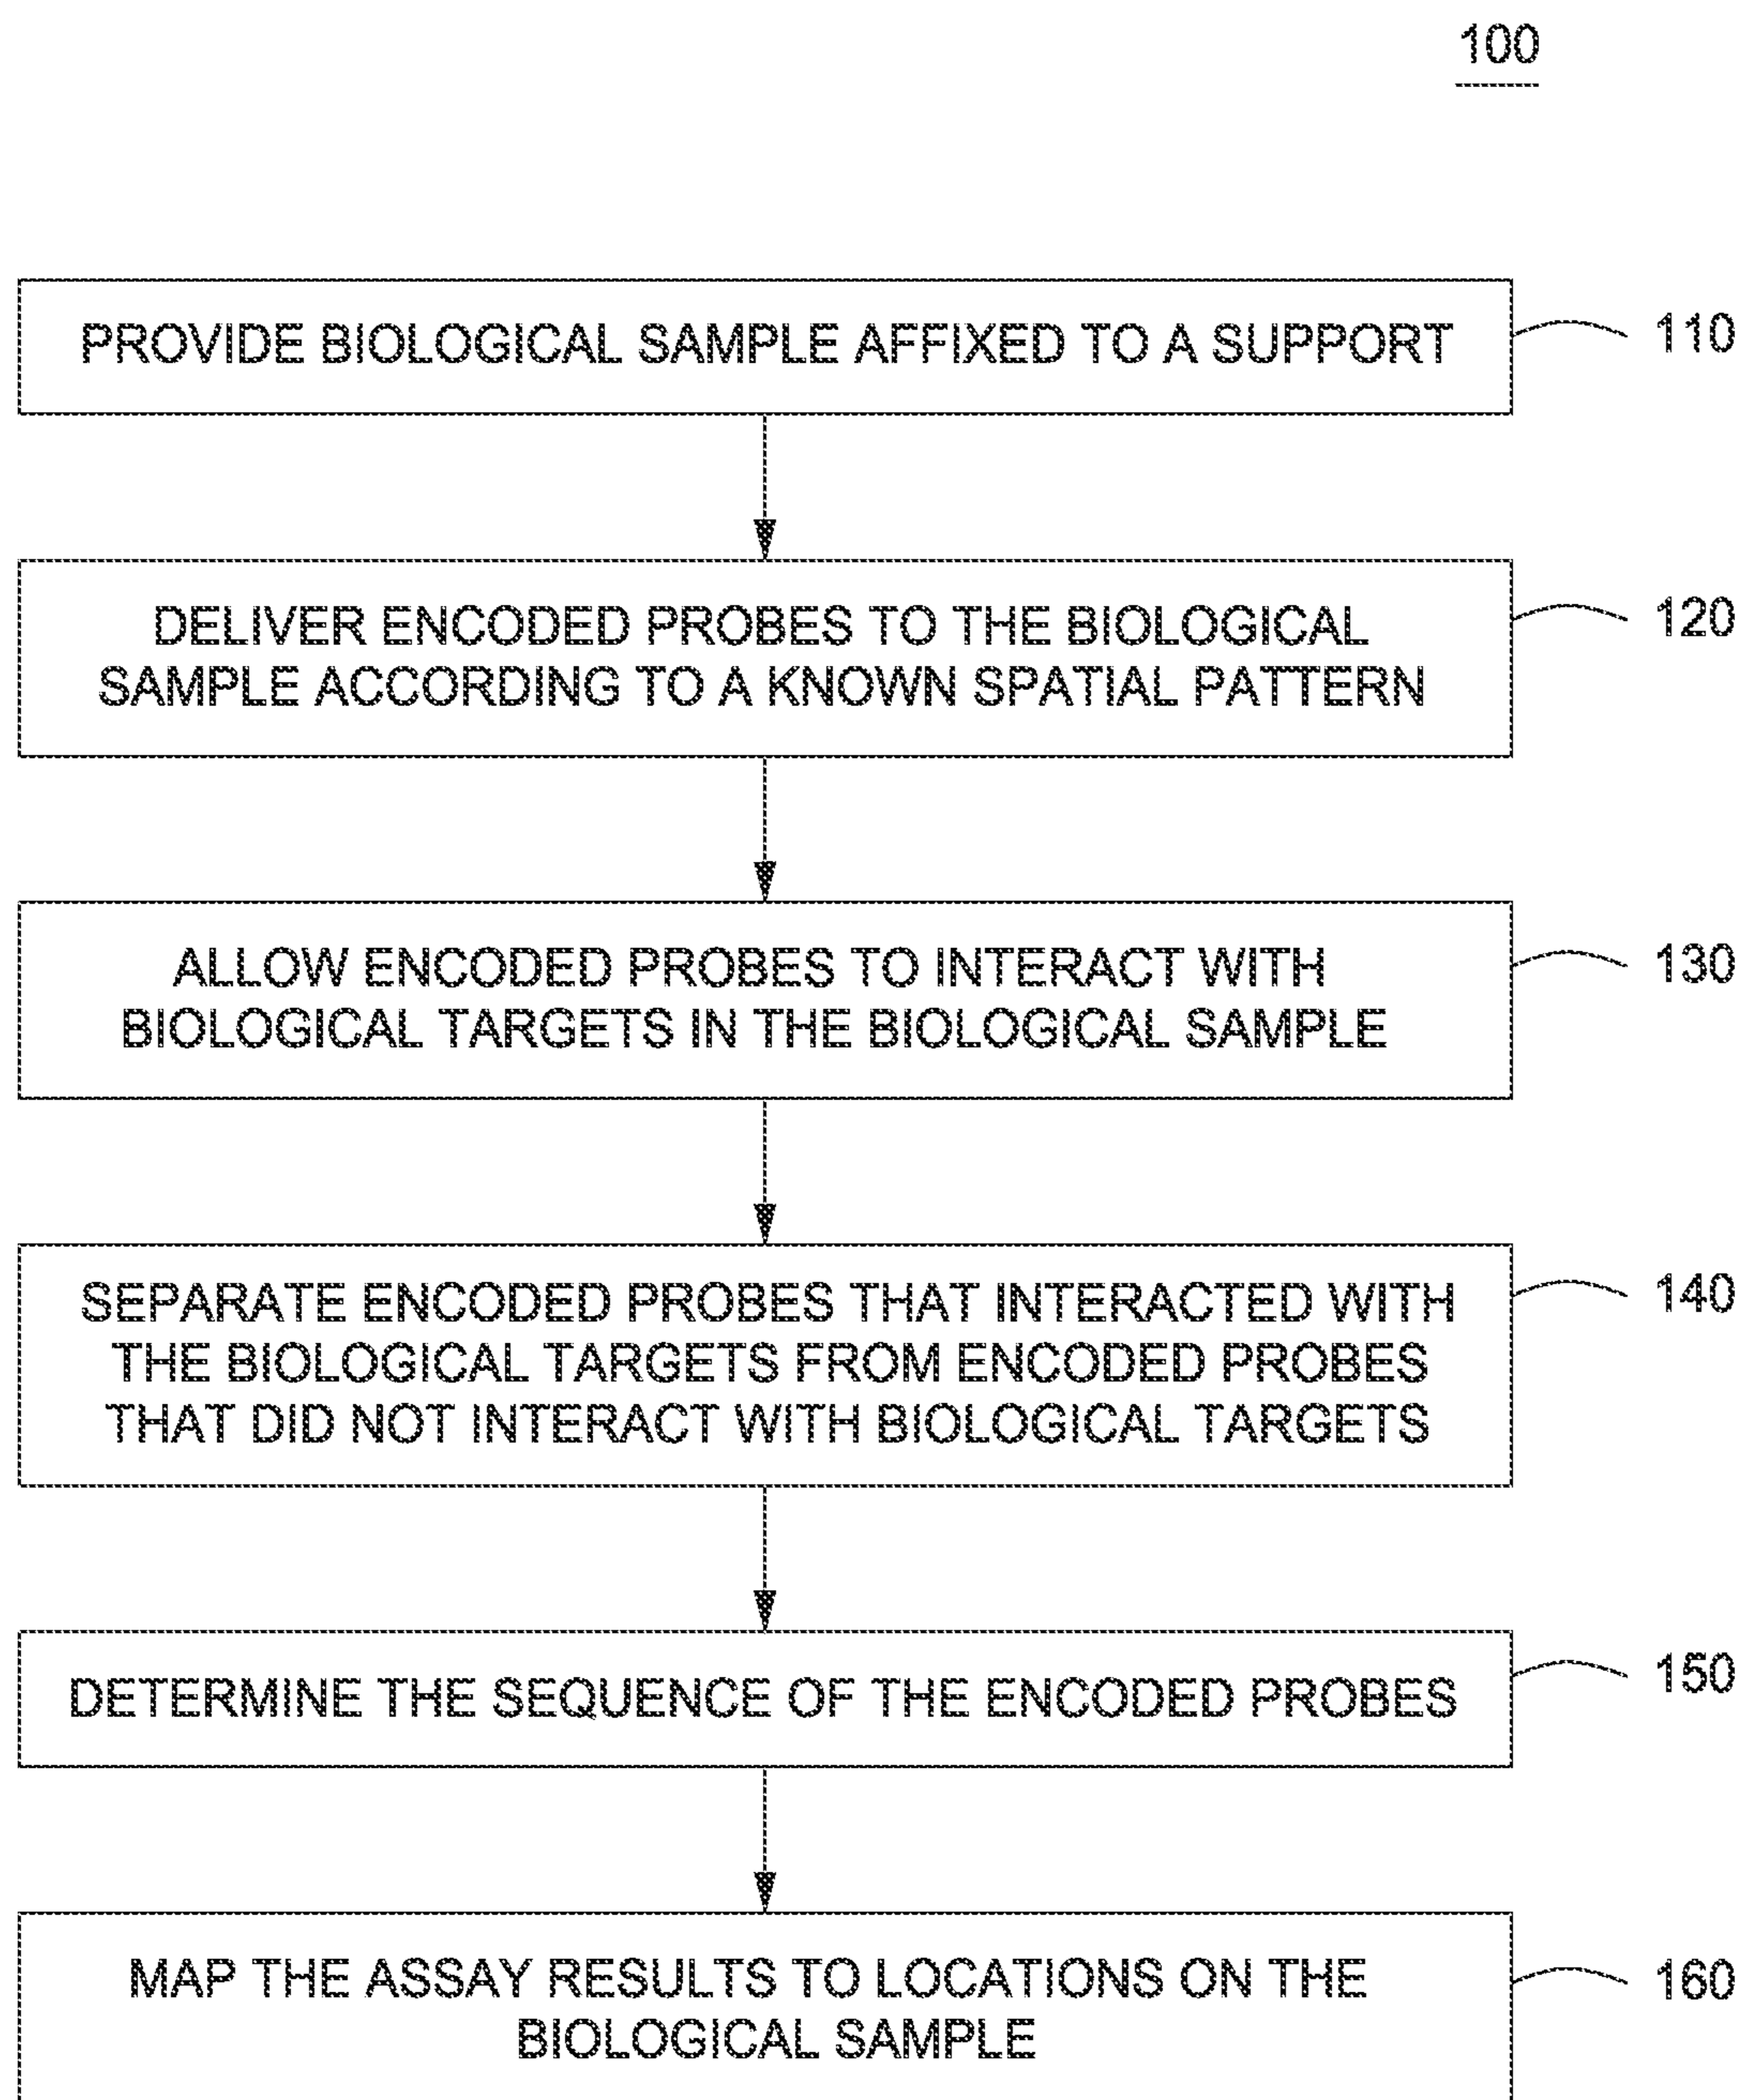 100
PROVIDE BIOLOGICAL SAMPLE AFFIXED TO A SUPPORT
110
DELIVER ENCODED PROBES TO THE BIOLOGICAL
SAMPLE ACCORDING TO A KNOWN SPATIAL PATTERN
120
ALLOW ENCODED PROBES TO INTERACT WITH
BIOLOGICAL TARGETS IN THE BIOLOGICAL SAMPLE
130
SEPARATE ENCODED PROBES THAT INTERACTED WITH
THE BIOLOGICAL TARGETS FROM ENCODED PROBES
THAT DID NOT INTERACT WITH BIOLOGICAL TARGETS
140
DETERMINE THE SEQUENCE OF THE ENCODED PROBES
150
MAP THE ASSAY RESULTS TO LOCATIONS ON THE
BIOLOGICAL SAMPLE
160